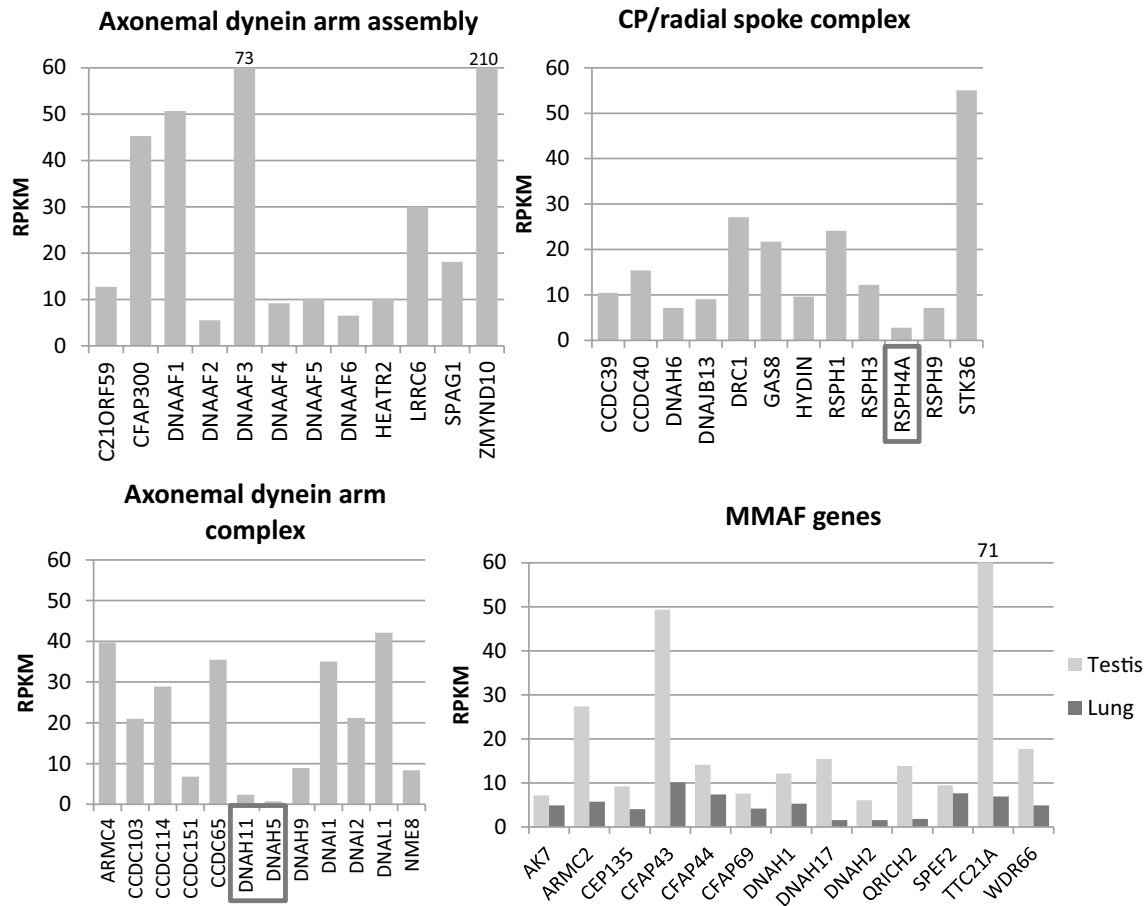 Axonemal dynein arm assembly
73
210
60
50
40
30
20
10
0
RPKM
C21ORF59
CFAP300
DNAAF1
DNAAF2
DNAAF3
DNAAF4
DNAAF5
DNAAF6
HEATR2
LRRC6
SPAG1
ZMYND10
CP/radial spoke complex
60
50
40
30
20
10
0
RPKM
CCDC39
CCDC40
DNAH6
DNAJB13
DRC1
GAS8
HYDIN
RSPH1
RSPH3
RSPH4A
RSPH9
STK36
Axonemal dynein arm
complex
60
50
40
30
20
10
0
RPKM
ARMC4
CCDC103
CCDC114
CCDC151
CCDC65
DNAH11
DNAH5
DNAH9
DNAI1
DNAI2
DNAL1
NME8
MMAF genes
71
60
50
40
30
20
10
0
RPKM
AK7
ARMC2
CEP135
CFAP43
CFAP44
CFAP69
DNAH1
DNAH17
DNAH2
QRICH2
SPEF2
TTC21A
WDR66
Testis
Lung